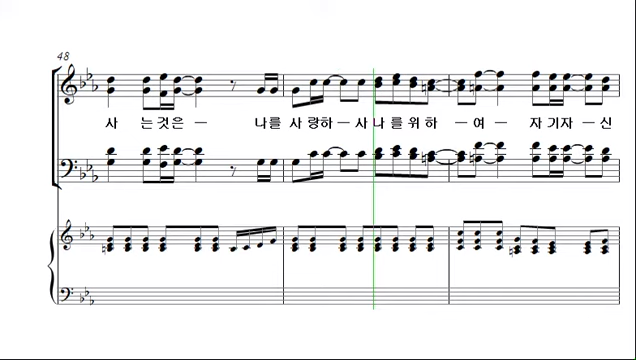 48
사 는것은 – 나를 사 랑하 – 사 나 를 위 하 – 여 – 자 기자 – 신